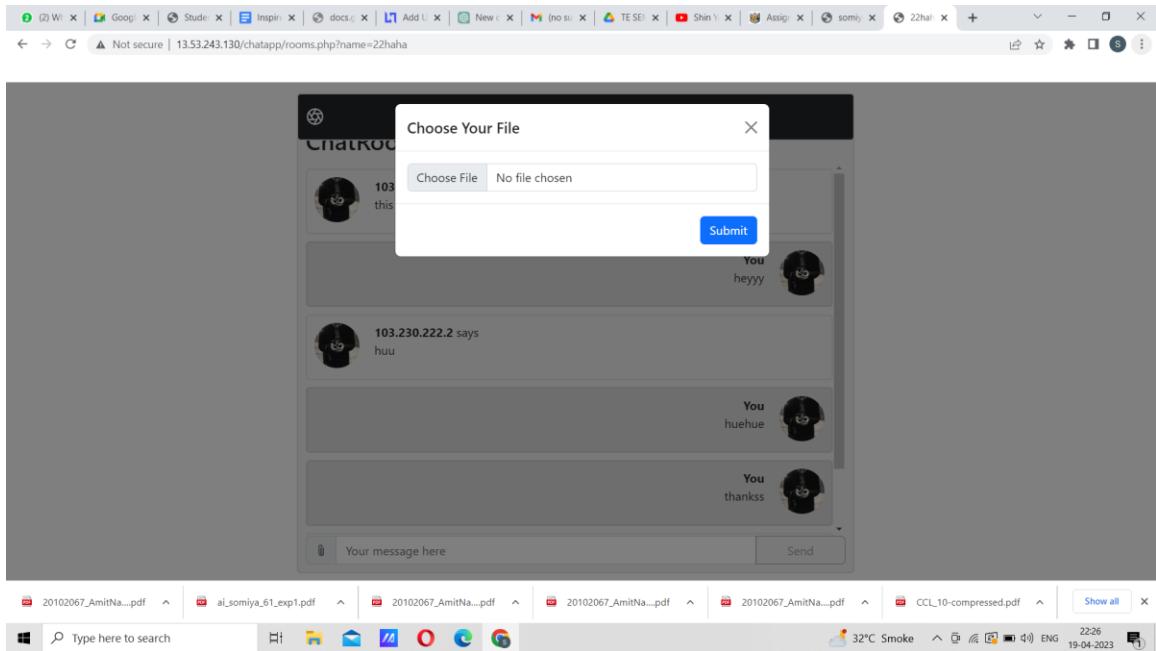 (2) W
Googl
Stude
Inspire
docs.g
Add U
New c
M (no su
TE SE
Shin
Assig
somiy
22hah
Not secure | 13.53.243.130/chatapp/rooms.php?name=22haha
S
Choose Your File
ChatRoo
Choose File No file chosen
103
this
Submit
You
heyyy
103.230.222.2 says
huu
You
huehue
You
thankss
Your message here
Send
20102067_AmitNa....pdf
ai_somiya_61_exp1.pdf
20102067_AmitNa....pdf
20102067_AmitNa....pdf
20102067_AmitNa....pdf
CCL_10-compressed.pdf
Show all
Type here to search
32°C Smoke
ENG
22:26
19-04-2023
1